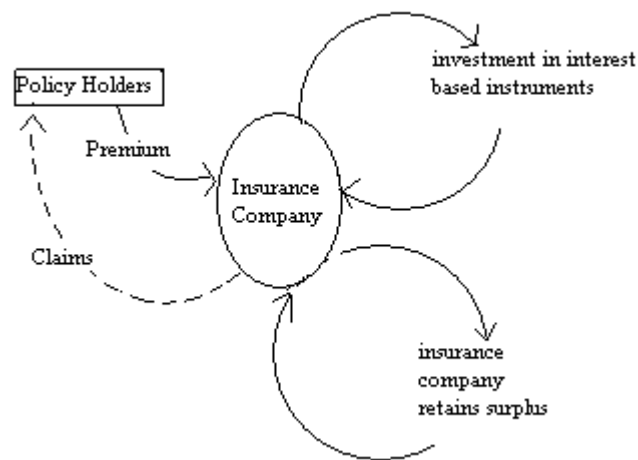 investment in interest
based instruments
Policy Holders
Premium
Insurance
Company
Claims
insurance
company
retains surplus